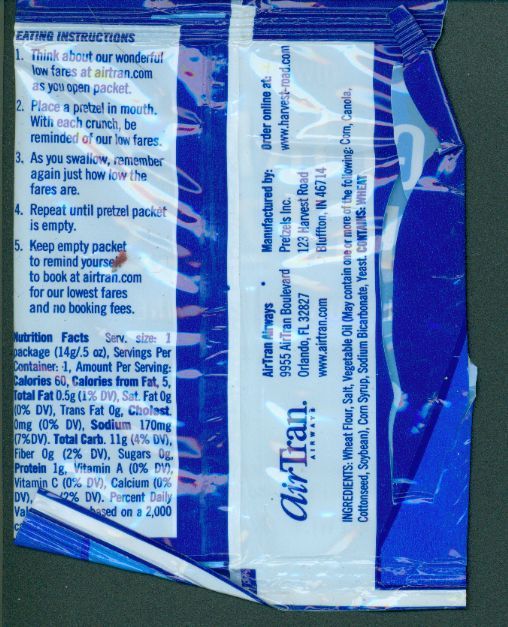 EATING INSTRUCTIONS
1. Think about our wonderful
low fares at airtran.com
as you open packet.
2. Place a pretzel in mouth.
With each crunch, be
reminded of our low fares.
3. As you swallow, remember
again just how low the
fares are.
4. Repeat until pretzel packet
is empty.
5. Keep empty packet
to remind yourself
to book at airtran.com
for our lowest fares
and no booking fees.
Nutrition Facts Serv. size: 1
package (14g/.5 oz), Servings Per
Container: 1, Amount Per Serving:
Calories 60, Calories from Fat, 5,
Total Fat 0.5g (1% DV), Sat. Fat 0g
(0% DV), Trans Fat 0g, Cholest.
0mg (0% DV), Sodium 170mg
(7%DV). Total Carb. 11g (4% DV),
Fiber 0g (2% DV), Sugars 0g,
Protein 1g, Vitamin A (0% DV),
Vitamin C (0% DV), Calcium (0%
DV), (2% DV). Percent Daily
based on a 2,000
airTran.
AIRWAYS
AirTran Airways
9955 AirTran Boulevard
Orlando, FL 32827
www.airtran.com
Manufactured by:
Pretzels Inc.
123 Harvest Road
Bluffton, IN 46714
Order online at:
www.harvest-road.com
INGREDIENTS: Wheat Flour, Salt, Vegetable Oil (May contain one or more of the following: Corn, Canola,
Cottonseed, Soybean), Corn Syrup, Sodium Bicarbonate, Yeast. CONTAINS: WHEAT